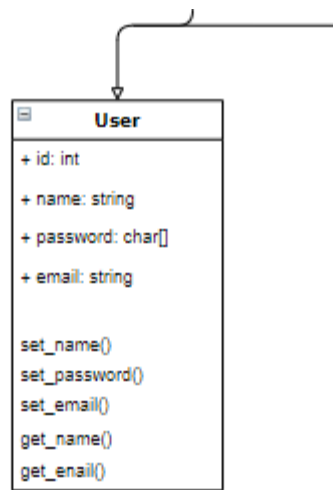 User
+ id: int
+ name: string
+ password: char[]
+ email: string
set_name()
set_password()
set_email()
get_name()
get_enail()